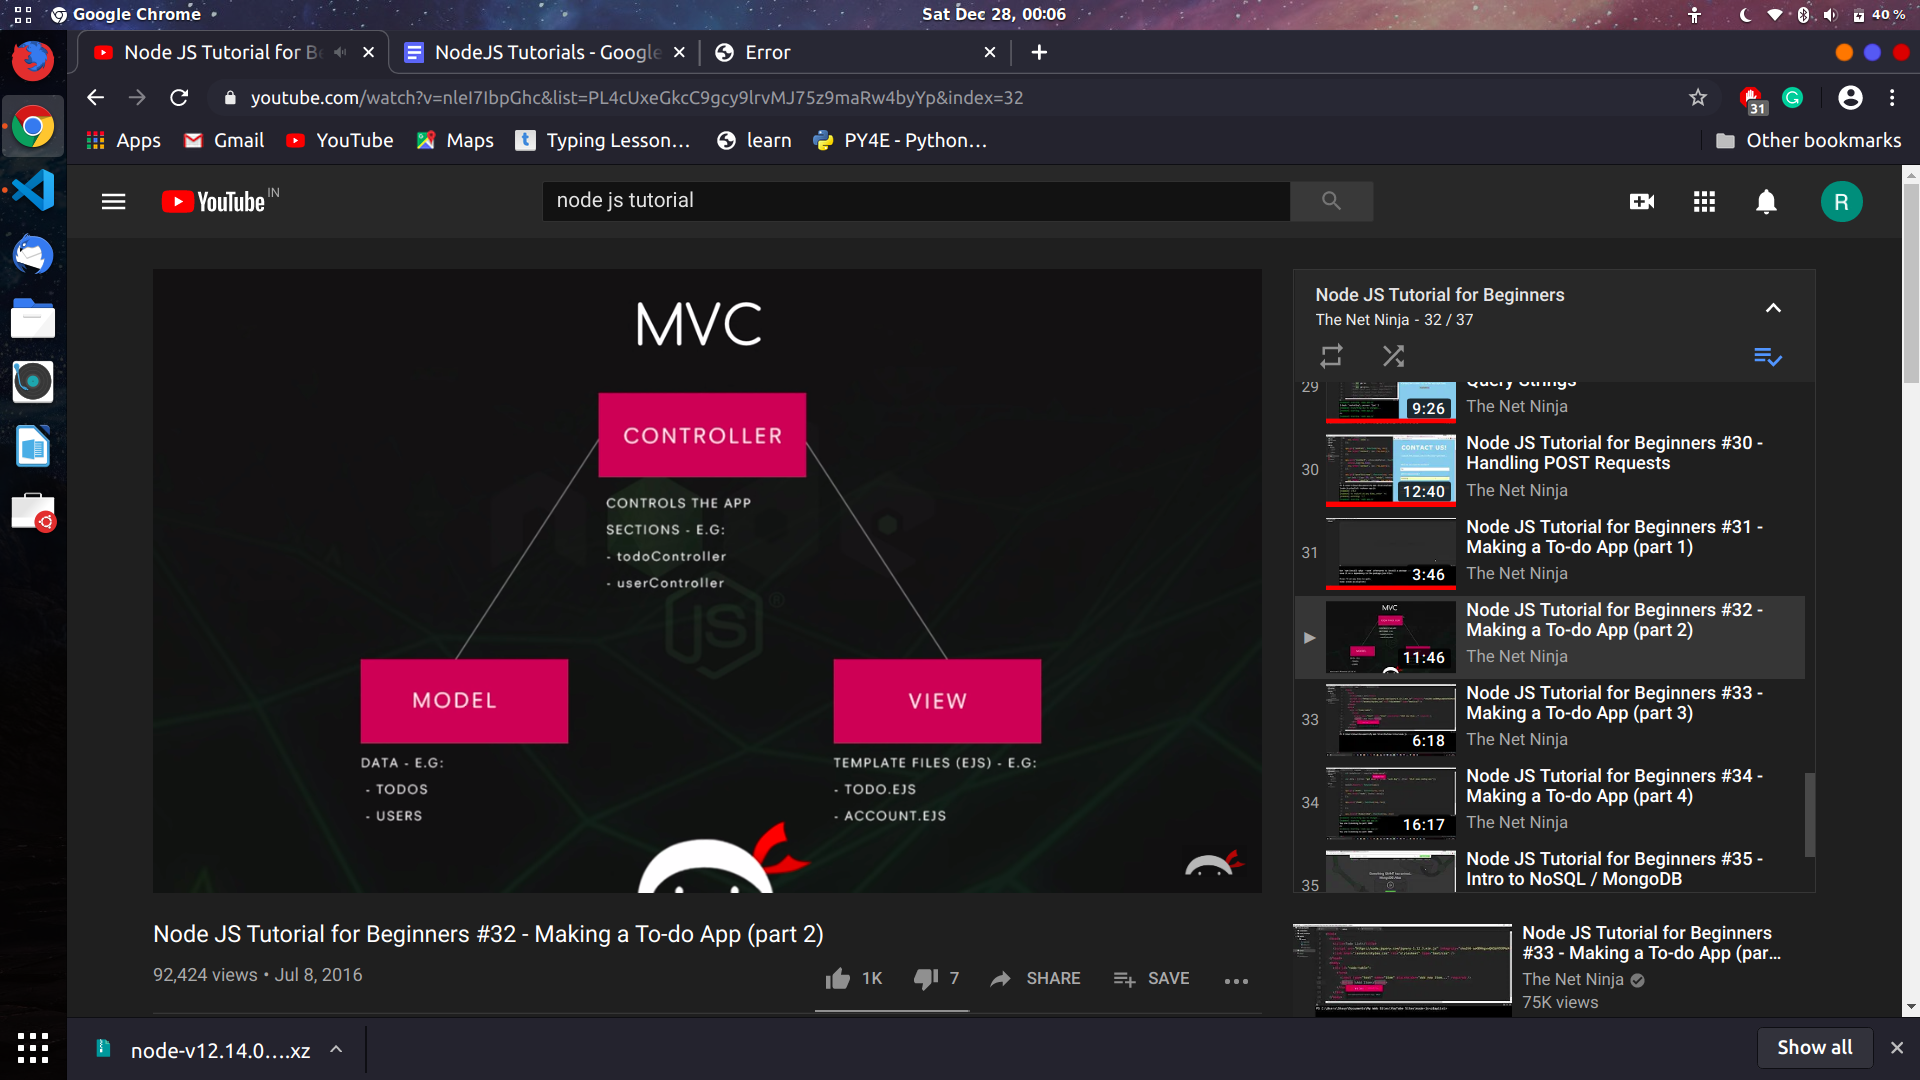 Google Chrome
Sat Dec 28, 00:06
40 %
Node JS Tutorial for Be
NodeJS Tutorials - Google
Error
youtube.com/watch?v=nleI7IbpGhc&list=PL4cUxeGkcC9gcy9lrvMJ75z9maRw4byYp&index=32
31
Apps
Gmail
YouTube
Maps
Typing Lesson...
learn
PY4E - Python...
Other bookmarks
YouTube IN
node js tutorial
R
MVC
CONTROLLER
CONTROLS THE APP
SECTIONS - E.G:
- todoController
- userController
JS
MODEL
DATA - E.G:
- TODOS
- USERS
VIEW
TEMPLATE FILES (EJS) - E.G:
- TODO.EJS
- ACCOUNT.EJS
Node JS Tutorial for Beginners
The Net Ninja - 32 / 37
29
Query Strings
9:26
The Net Ninja
30
CONTACT US!
12:40
Node JS Tutorial for Beginners #30 -
Handling POST Requests
The Net Ninja
31
3:46
Node JS Tutorial for Beginners #31 -
Making a To-do App (part 1)
The Net Ninja
MVC
11:46
Node JS Tutorial for Beginners #32 -
Making a To-do App (part 2)
The Net Ninja
33
6:18
Node JS Tutorial for Beginners #33 -
Making a To-do App (part 3)
The Net Ninja
34
16:17
Node JS Tutorial for Beginners #34 -
Making a To-do App (part 4)
The Net Ninja
35
Node JS Tutorial for Beginners #35 -
Intro to NoSQL / MongoDB
Node JS Tutorial for Beginners #32 - Making a To-do App (part 2)
92,424 views • Jul 8, 2016
1K
7
SHARE
SAVE
Node JS Tutorial for Beginners
#33 - Making a To-do App (par...
The Net Ninja
75K views
node-v12.14.0....xz
Show all